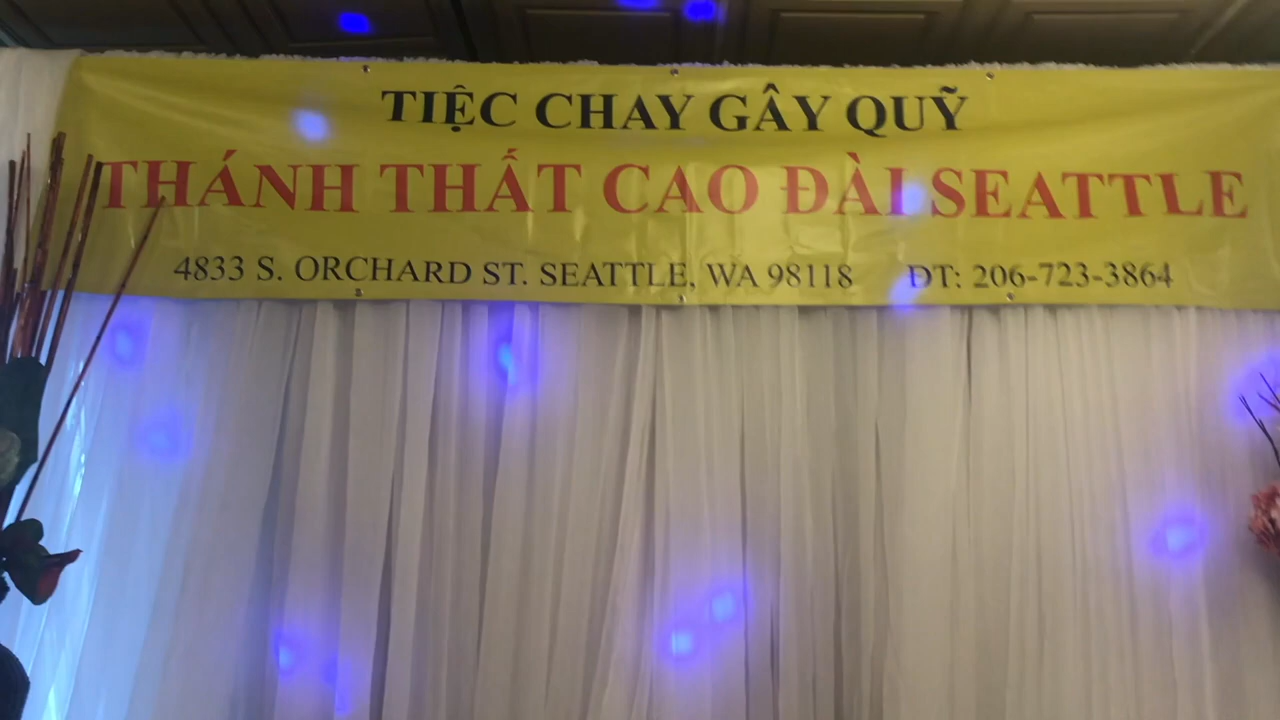 TIỆC CHAY GÂY QUỸ
THÁNH THẤT CAO ĐÀI SEATTLE
4833 S. ORCHARD ST. SEATTLE, WA 98118 ĐT: 206-723-3864